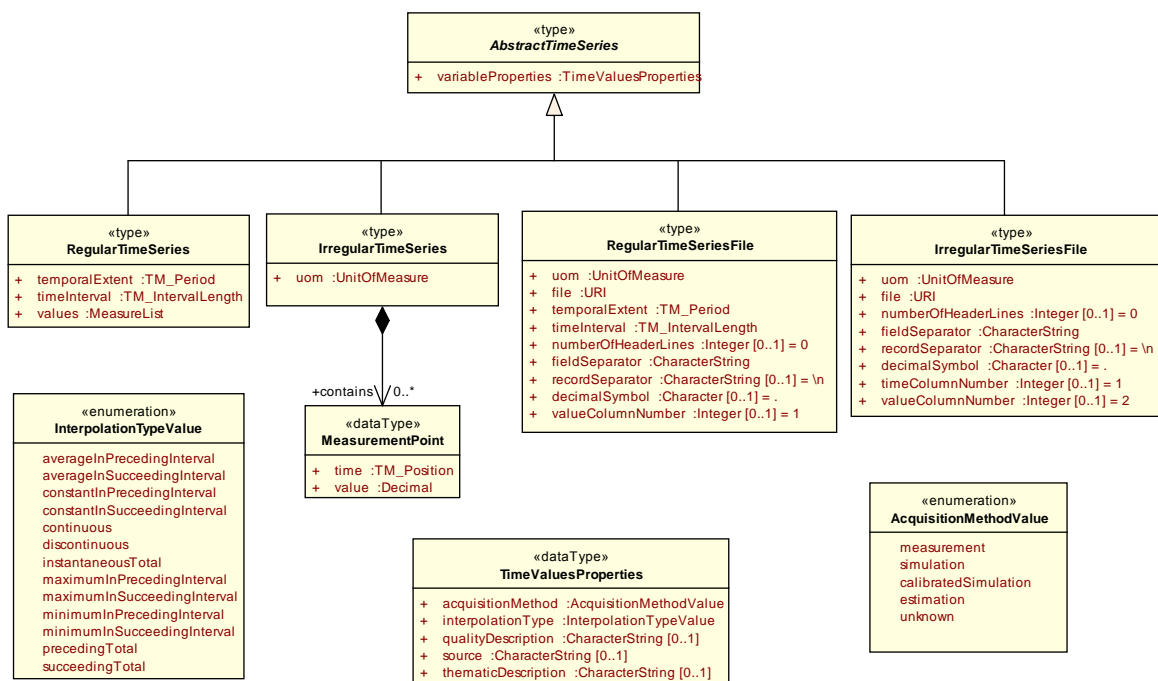 «type»
AbstractTimeSeries
+ variableProperties :TimeValuesProperties
«type»
RegularTimeSeries
+ temporalExtent :TM_Period
+ timeInterval :TM_IntervalLength
+ values :MeasureList
«type»
IrregularTimeSeries
+ uom :UnitOfMeasure
«type»
RegularTimeSeriesFile
+ uom :UnitOfMeasure
+ file :URI
+ temporalExtent :TM_Period
+ timeInterval :TM_IntervalLength
+ numberOfHeaderLines :Integer [0..1] = 0
+ fieldSeparator :CharacterString
+ recordSeparator :CharacterString [0..1] = \n
+ decimalSymbol :Character [0..1] = .
+ valueColumnNumber :Integer [0..1] = 1
«type»
IrregularTimeSeriesFile
+ uom :UnitOfMeasure
+ file :URI
+ numberOfHeaderLines :Integer [0..1] = 0
+ fieldSeparator :CharacterString
+ recordSeparator :CharacterString [0..1] = \n
+ decimalSymbol :Character [0..1] = .
+ timeColumnNumber :Integer [0..1] = 1
+ valueColumnNumber :Integer [0..1] = 2
+contains 0..*
«dataType»
MeasurementPoint
+ time :TM_Position
+ value :Decimal
«enumeration»
InterpolationTypeValue
averageInPrecedingInterval
averageInSucceedingInterval
constantInPrecedingInterval
constantInSucceedingInterval
continuous
discontinuous
instantaneousTotal
maximumInPrecedingInterval
maximumInSucceedingInterval
minimumInPrecedingInterval
minimumInSucceedingInterval
precedingTotal
succeedingTotal
«dataType»
TimeValuesProperties
+ acquisitionMethod :AcquisitionMethodValue
+ interpolationType :InterpolationTypeValue
+ qualityDescription :CharacterString [0..1]
+ source :CharacterString [0..1]
+ thematicDescription :CharacterString [0..1]
«enumeration»
AcquisitionMethodValue
measurement
simulation
calibratedSimulation
estimation
unknown